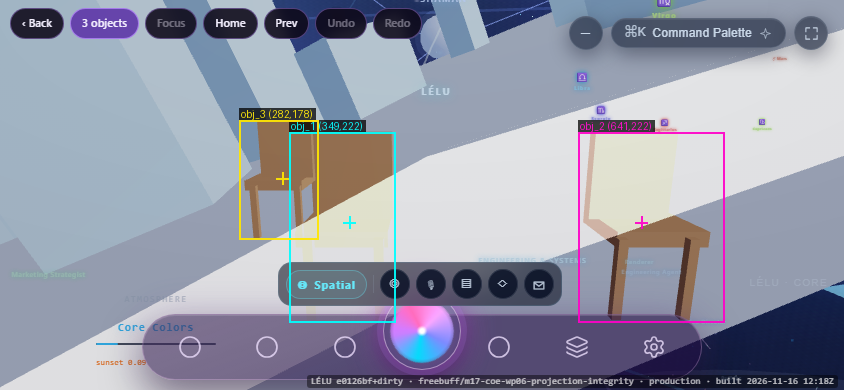 ‹ Back
3 objects
Focus
Home
Prev
Undo
Redo
⌘K Command Palette
LÉLU
obj_3 (282,178)
obj_1 (349,222)
obj_2 (641,222)
Marketing Strategist
ATMOSPHERE
Core Colors
sunset 0.05
Spatial
LÉLU CORE
LÉLU e0126bf+dirty · freebuff/m17-coe-wp06-projection-integrity · production · built 2026-11-16 12:18Z